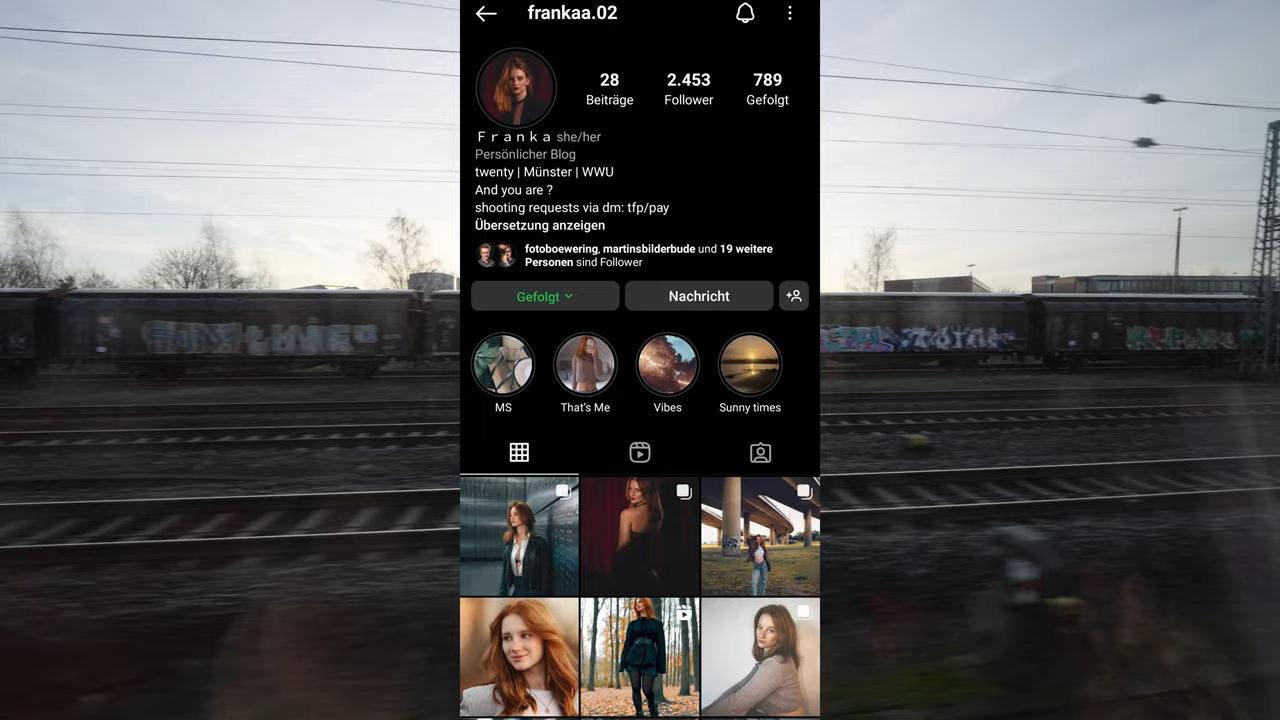 frankaa.02
28
2.453
789
Beiträge
Follower
Gefolgt
Franka she/her
Persönlicher Blog
twenty | Münster | WWU
And you are ?
shooting requests via dm: tfp/pay
Übersetzung anzeigen
fotoboewering, martinsbilderbude und 19 weitere
Personen sind Follower
Gefolgt
Nachricht
MS
That's Me
Vibes
Sunny times